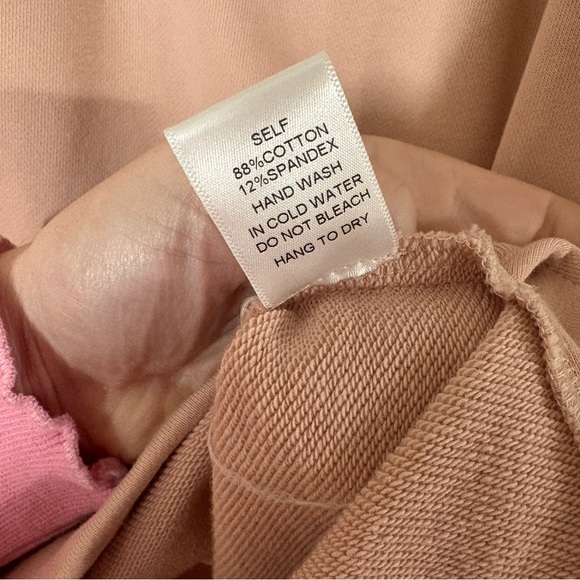 SELF
88%COTTON
12%SPANDEX
HAND WASH
IN COLD WATER
DO NOT BLEACH
HANG TO DRY